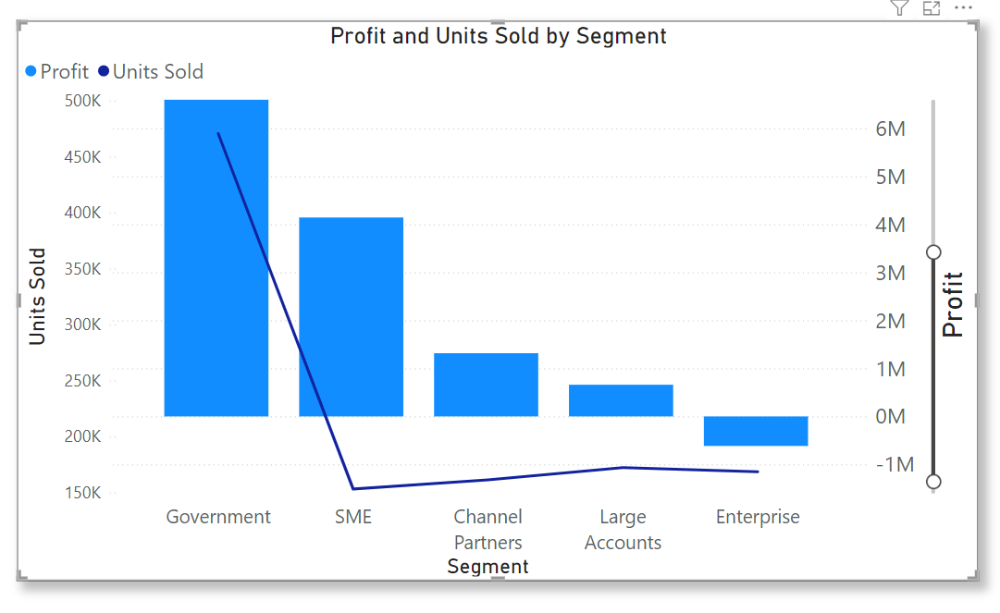 Profit and Units Sold by Segment
Profit Units Sold
500K
450K
400K
350K
300K
250K
200K
150K
Units Sold
6M
5M
4M
3M
2M
1M
0M
-1M
Profit
Government SME Channel Large Enterprise
Partners Accounts
Segment